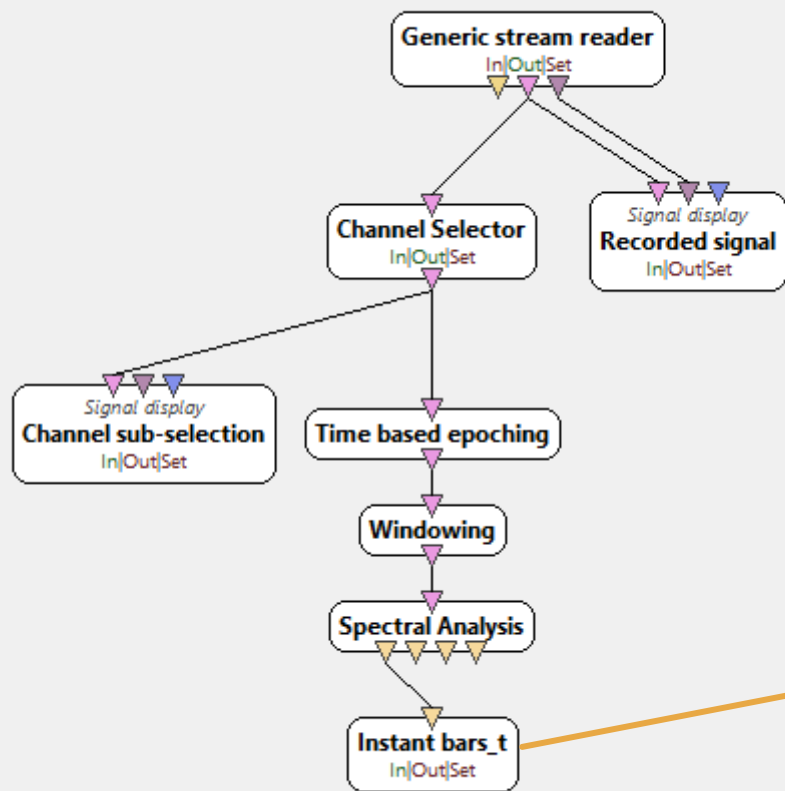 Generic stream reader
In|Out|Set
Channel Selector
In|Out|Set
Signal display
Recorded signal
In|Out|Set
Signal display
Channel sub-selection
In|Out|Set
Time based epoching
Windowing
Spectral Analysis
Instant bars_t
In|Out|Set